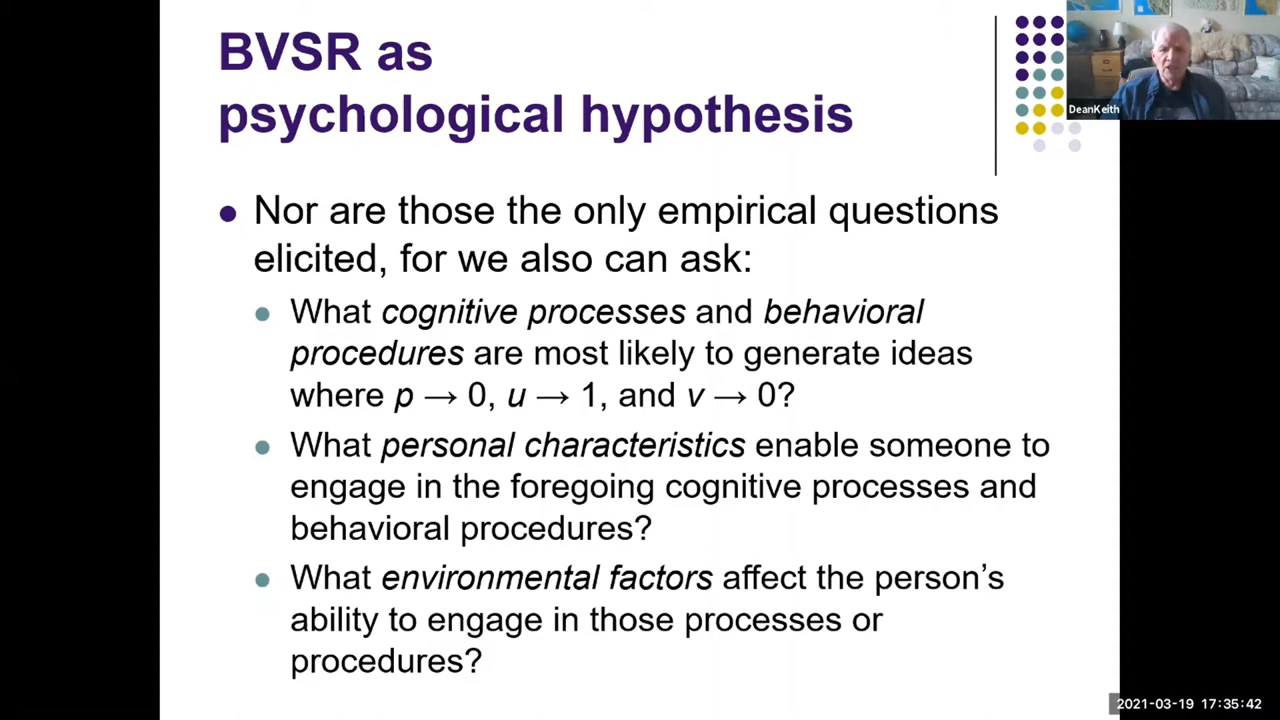 BVSR as
psychological hypothesis
DeanKeith
Nor are those the only empirical questions
elicited, for we also can ask:
What cognitive processes and behavioral
procedures are most likely to generate ideas
where p → 0, u → 1, and v → 0?
What personal characteristics enable someone to
engage in the foregoing cognitive processes and
behavioral procedures?
What environmental factors affect the person’s
ability to engage in those processes or
procedures?
2021-03-19 17:35:42